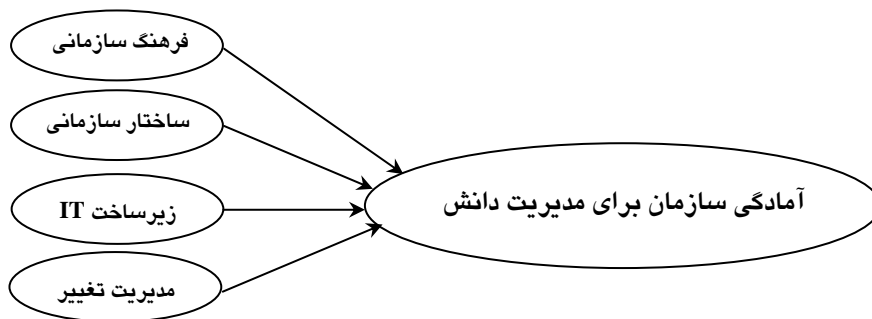 فرهنگ سازمانی
ساختار سازمانی
زیرساخت IT
مدیریت تغییر
آمادگی سازمان برای مدیریت دانش